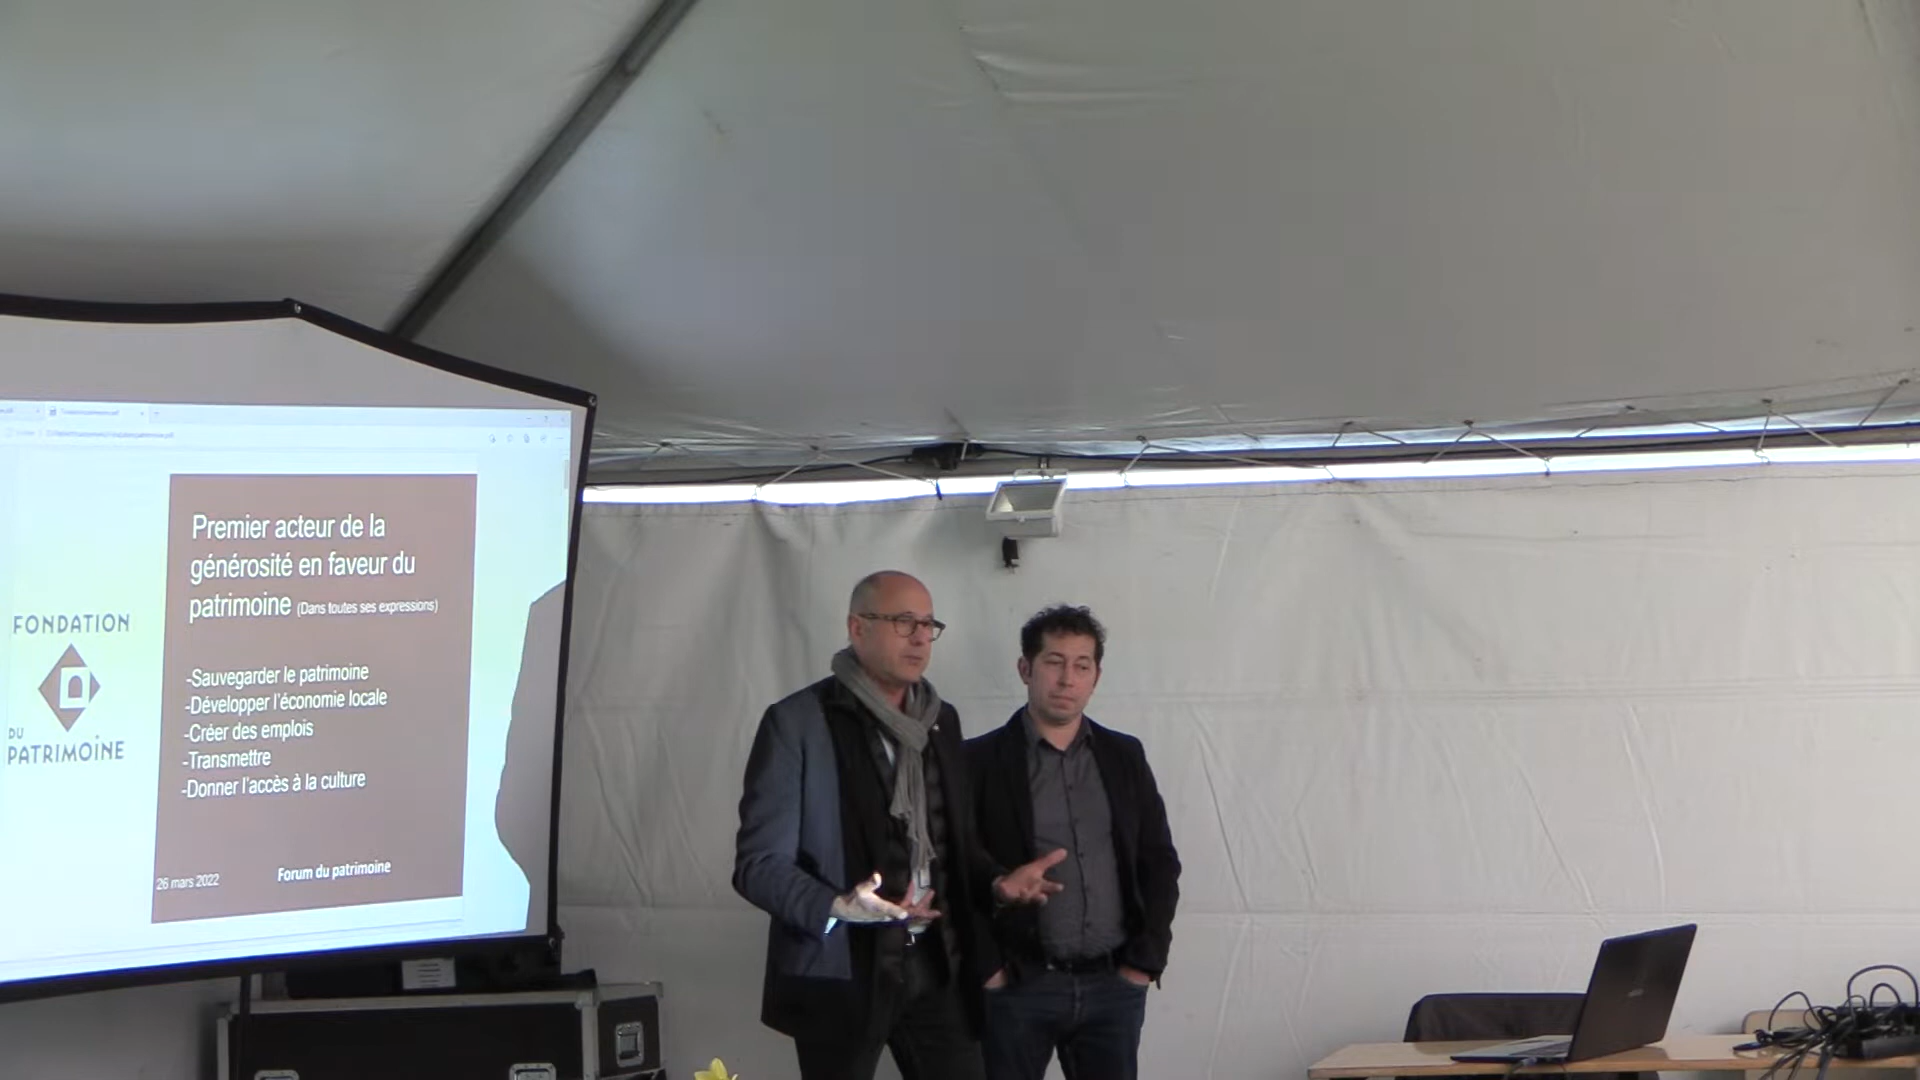 FONDATION
DU
PATRIMOINE
Premier acteur de la
générosité en faveur du
patrimoine (Dans toutes ses expressions)
-Sauvegarder le patrimoine
-Développer l'économie locale
-Créer des emplois
-Transmettre
-Donner l'accès à la culture
26 mars 2022
Forum du patrimoine